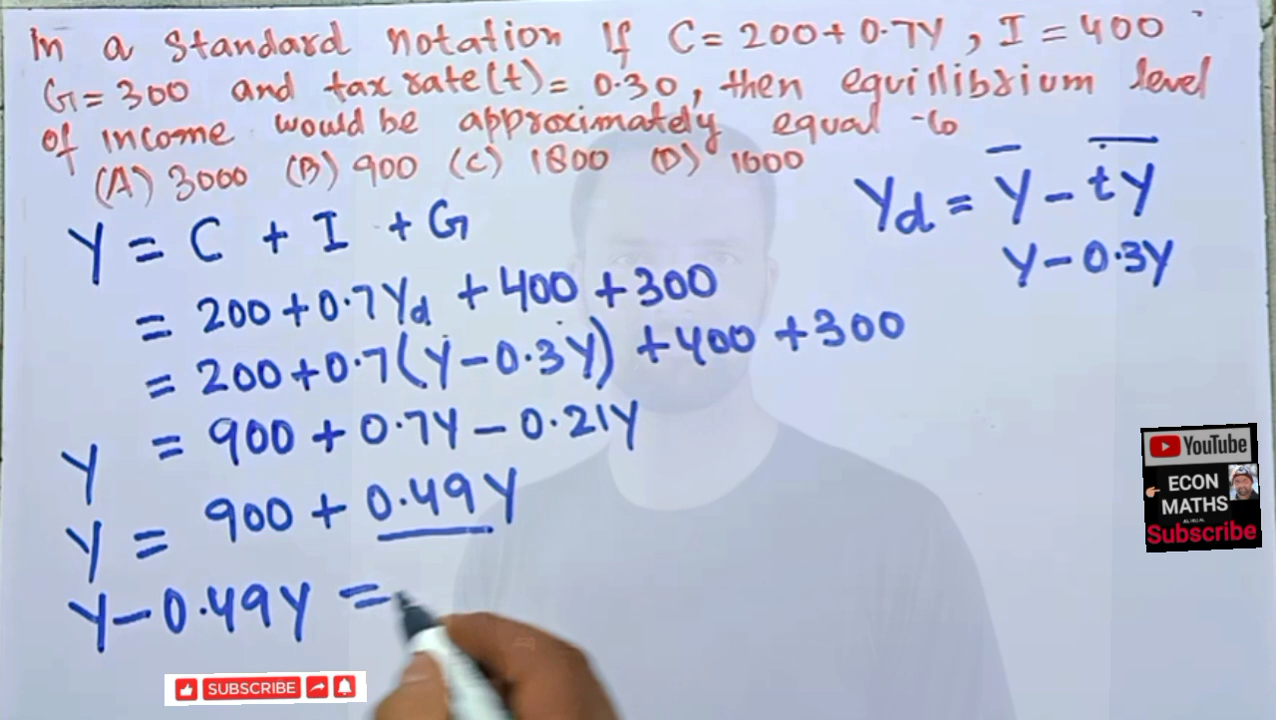 In a Standard notation If C = 200 + 0.7Y, I = 400
G = 300 and tax rate(t) = 0.30, then equillibrium level
of income would be approximately equal to
(A) 3000 (B) 900 (C) 1800 (D) 1000
Y = C + I + G
= 200 + 0.7Yd + 400 + 300
= 200 + 0.7(Y - 0.3Y) + 400 + 300
Y = 900 + 0.7Y - 0.21Y
Y = 900 + 0.49Y
Y - 0.49Y =
Yd = Y - tY
Y - 0.3Y
YouTube
ECON
MATHS
Subscribe
SUBSCRIBE